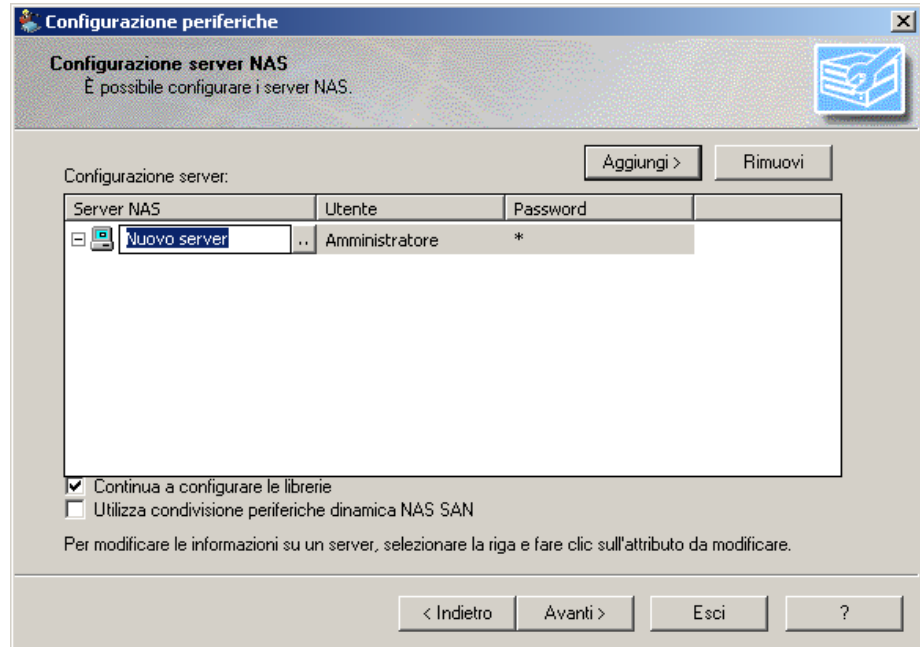 Configurazione periferiche
Configurazione server NAS
È possibile configurare i server NAS.
Aggiungi > Rimuovi
Configurazione server:
Server NAS Utente Password
Nuovo server .. Amministratore *
Continua a configurare le librerie
Utilizza condivisione periferiche dinamica NAS SAN
Per modificare le informazioni su un server, selezionare la riga e fare clic sull'attributo da modificare.
< Indietro Avanti > Esci ?